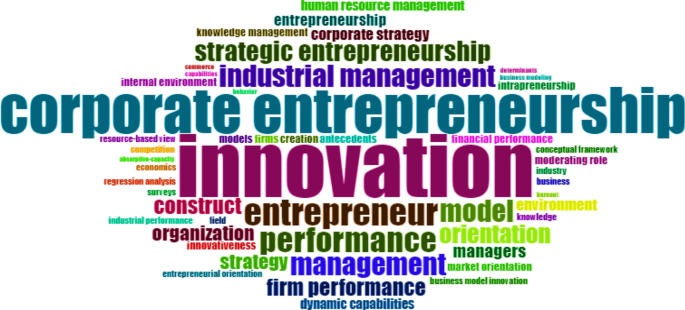 human resource management
entrepreneurship
knowledge management corporate strategy
strategic entrepreneurship
commerce
capabilities
internal environment
industrial management
determinants
business modeling
intrapreneurship
behavior
corporate entrepreneurship
resource-based view
models firms creation antecedents
financial performance
competition
absorptive-capacity
economics
innovation
conceptual framework
moderating role
industry
regression analysis
business
surveys
burnout
construct
entrepreneur
model
environment
industrial performance
field
knowledge
organization
performance
orientation
innovativeness
managers
strategy
management
market orientation
entrepreneurial orientation
firm performance
business model innovation
dynamic capabilities